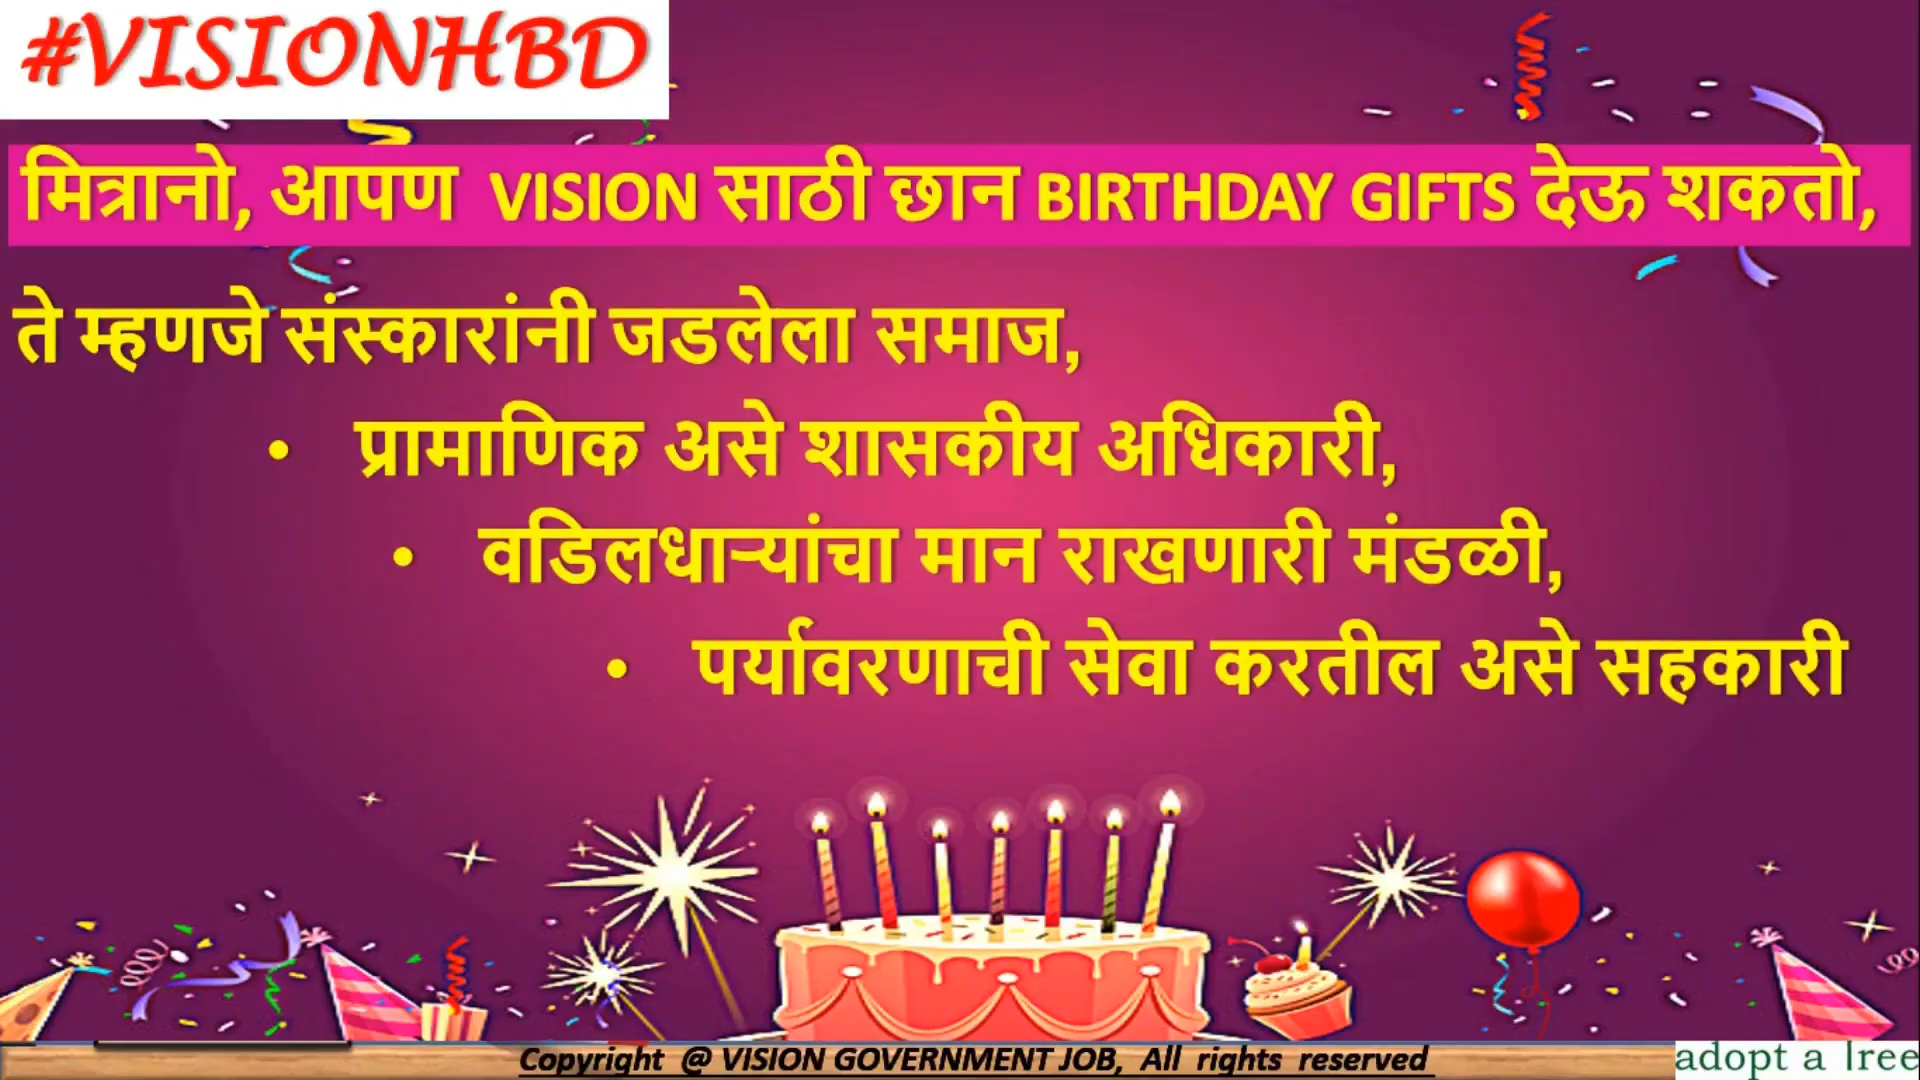 #VISIONHBD
मित्रानो, आपण VISION साठी छान BIRTHDAY GIFTS देऊ शकतो,
ते म्हणजे संस्कारांनी जडलेला समाज,
• प्रामाणिक असे शासकीय अधिकारी,
• वडिलधाऱ्यांचा मान राखणारी मंडळी,
• पर्यावरणाची सेवा करतील असे सहकारी
Copyright @ VISION GOVERNMENT JOB, All rights reserved
adopt a Tree